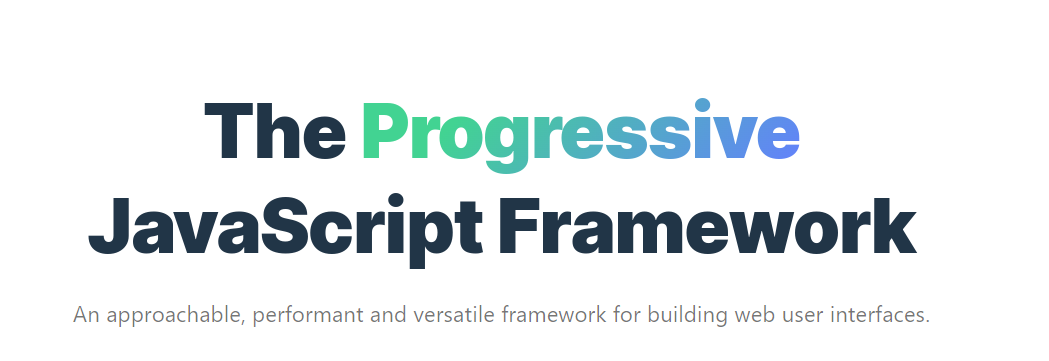 The Progressive
JavaScript Framework
An approachable, performant and versatile framework for building web user interfaces.